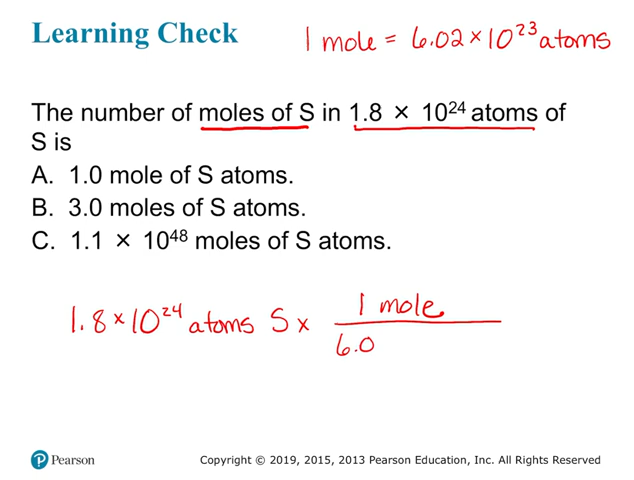 Learning Check
1 mole = 6.02 × 10²³ atoms
The number of moles of S in 1.8 × 10²⁴ atoms of
S is
A. 1.0 mole of S atoms.
B. 3.0 moles of S atoms.
C. 1.1 × 10⁴⁸ moles of S atoms.
1.8 × 10²⁴ atoms S ×
1 mole
6.0
Pearson
Copyright © 2019, 2015, 2013 Pearson Education, Inc. All Rights Reserved